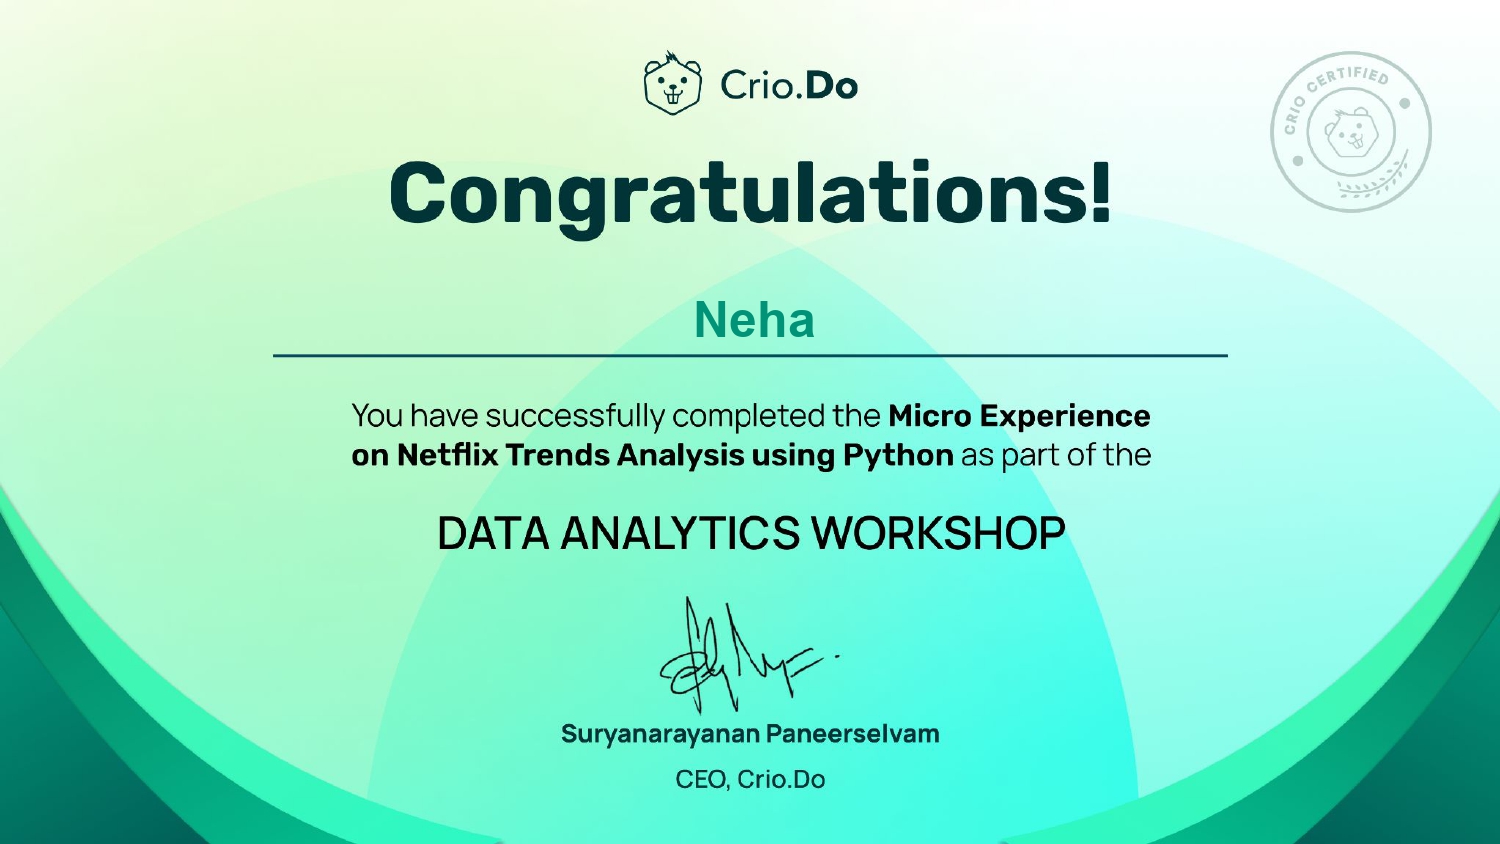 Crio.Do
CRIO CERTIFIED
Congratulations!
Neha
You have successfully completed the Micro Experience
on Netflix Trends Analysis using Python as part of the
DATA ANALYTICS WORKSHOP
Suryanarayanan Paneerselvam
CEO, Crio.Do